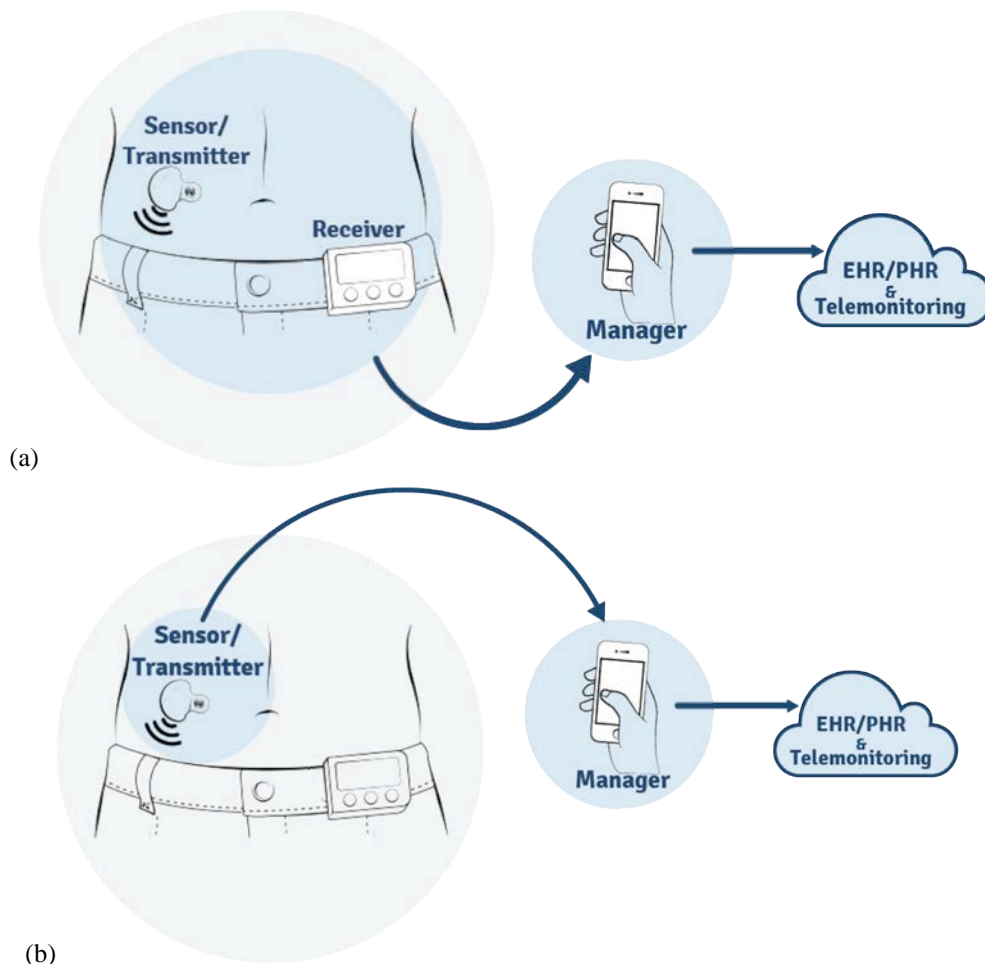 Sensor/
Transmitter
Receiver
Manager
EHR/PHR
&
Telemonitoring
(a)
Sensor/
Transmitter
Manager
EHR/PHR
&
Telemonitoring
(b)